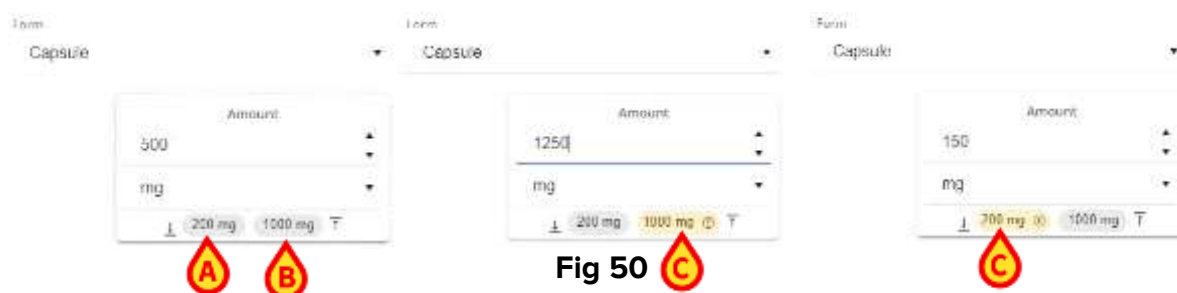 Form Form Form
Capsule Capsule Capsule
Amount Amount Amount
500 1250 150
mg mg mg
200 mg 1000 mg 200 mg 1000 mg 200 mg 1000 mg
A B Fig 50 C C